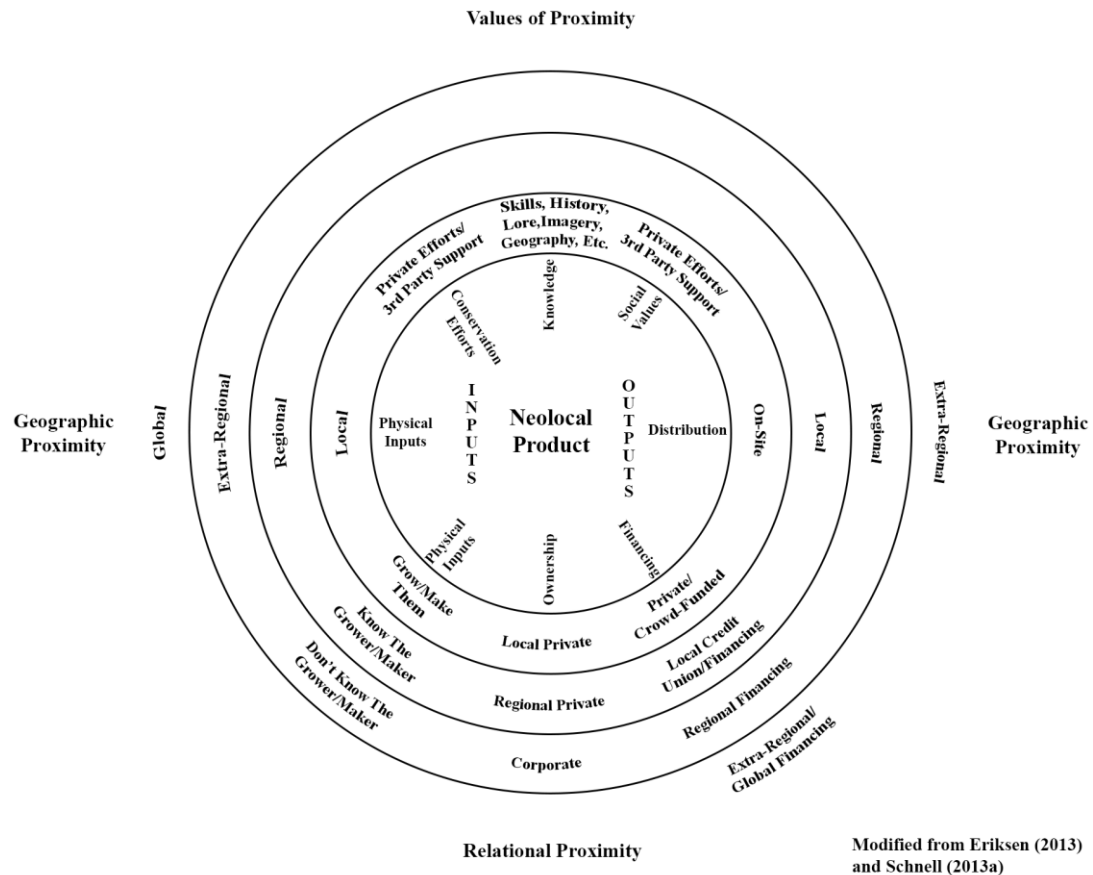 Values of Proximity
Skills, History,
Lore,Imagery,
Geography, Etc.
Private Efforts/
3rd Party Support
Private Efforts/
3rd Party Support
Conservation
Efforts
Knowledge
Social
Values
Geographic
Proximity
Global
Extra-Regional
Regional
Local
Physical
Inputs
INPUTS
Neolocal
Product
OUTPUTS
Distribution
On-Site
Local
Regional
Extra-Regional
Geographic
Proximity
Physical
Inputs
Ownership
Financing
Grow/Make
Them
Local Private
Private/
Crowd-Funded
Know The
Grower/Maker
Regional Private
Local Credit
Union/Financing
Don't Know The
Grower/Maker
Corporate
Regional Financing
Extra-Regional/
Global Financing
Relational Proximity
Modified from Eriksen (2013)
and Schnell (2013a)